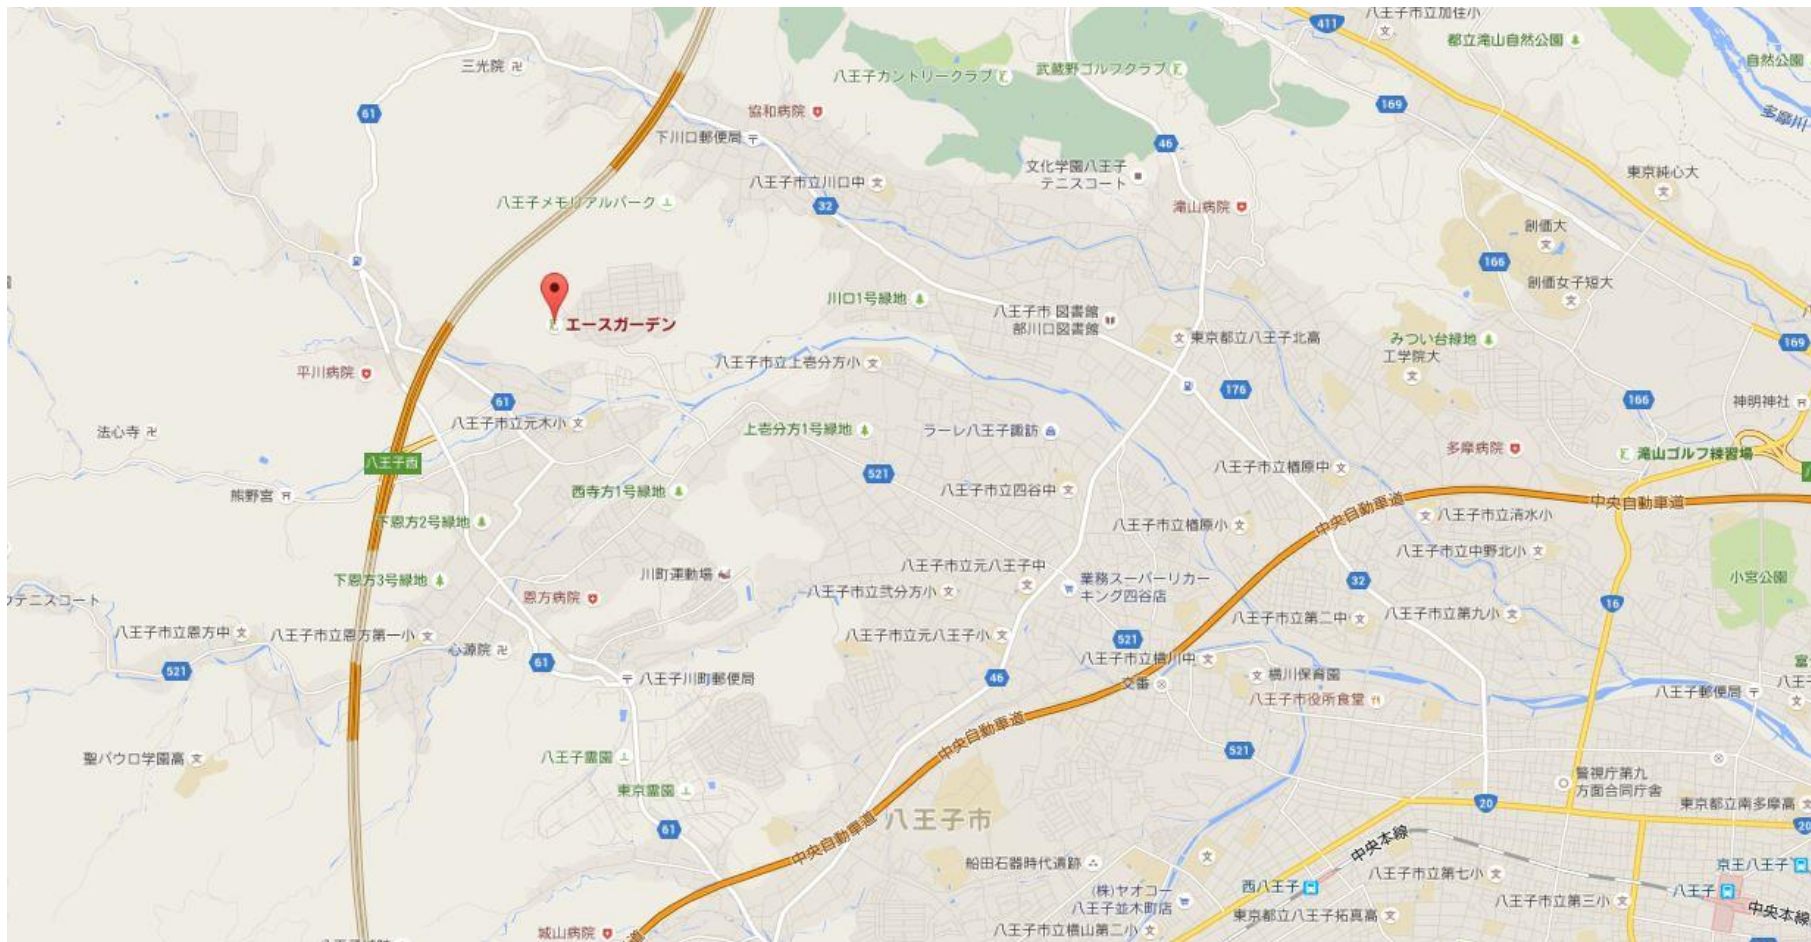 八王子市立加住小
411
都立滝山自然公園
自然公園
三光院
八王子カントリークラブ
武蔵野ゴルフクラブ
61
協和病院
169
多摩川
下川口郵便局
46
文化学園八王子
テニスコート
東京純心大
八王子市立川口中
八王子メモリアルパーク
32
滝山病院
創価大
166
創価女子短大
川口1号緑地
八王子市 図書館
部川口図書館
エースガーデン
東京都立八王子北高
みつい台緑地
工学院大
169
八王子市立上壱分方小
平川病院
176
61
166
神明神社
八王子市立元木小
法心寺
上壱分方1号緑地
ラーレ八王子諏訪
多摩病院
滝山ゴルフ練習場
八王子西
521
八王子市立楢原中
熊野宮
西寺方1号緑地
八王子市立四谷中
中央自動車道
中央自動車道
下恩方2号緑地
八王子市立楢原小
八王子市立清水小
八王子市立中野北小
八王子市立元八王子中
下恩方3号緑地
川町運動場
業務スーパーリカー
キング四谷店
32
小宮公園
テニスコート
恩方病院
八王子市立弐分方小
16
八王子市立第二中
八王子市立第九小
八王子市立恩方中
八王子市立恩方第一小
八王子市立元八王子小
521
心源院
61
521
八王子市立横川中
横川保育園
46
交番
八王子川町郵便局
八王子市役所食堂
八王子郵便局
中央自動車道
521
聖パウロ学園高
八王子霊園
東京霊園
警視庁第九
方面合同庁舎
20
東京都立南多摩高
八王子市
61
中央自動車道
20
中央本線
船田石器時代遺跡
京王八王子
八王子市立第七小
西八王子
八王子
(株)ヤオコー
八王子並木町店
八王子市立第三小
中央本線
東京都立八王子拓真高
城山病院
八王子市立横山第二小